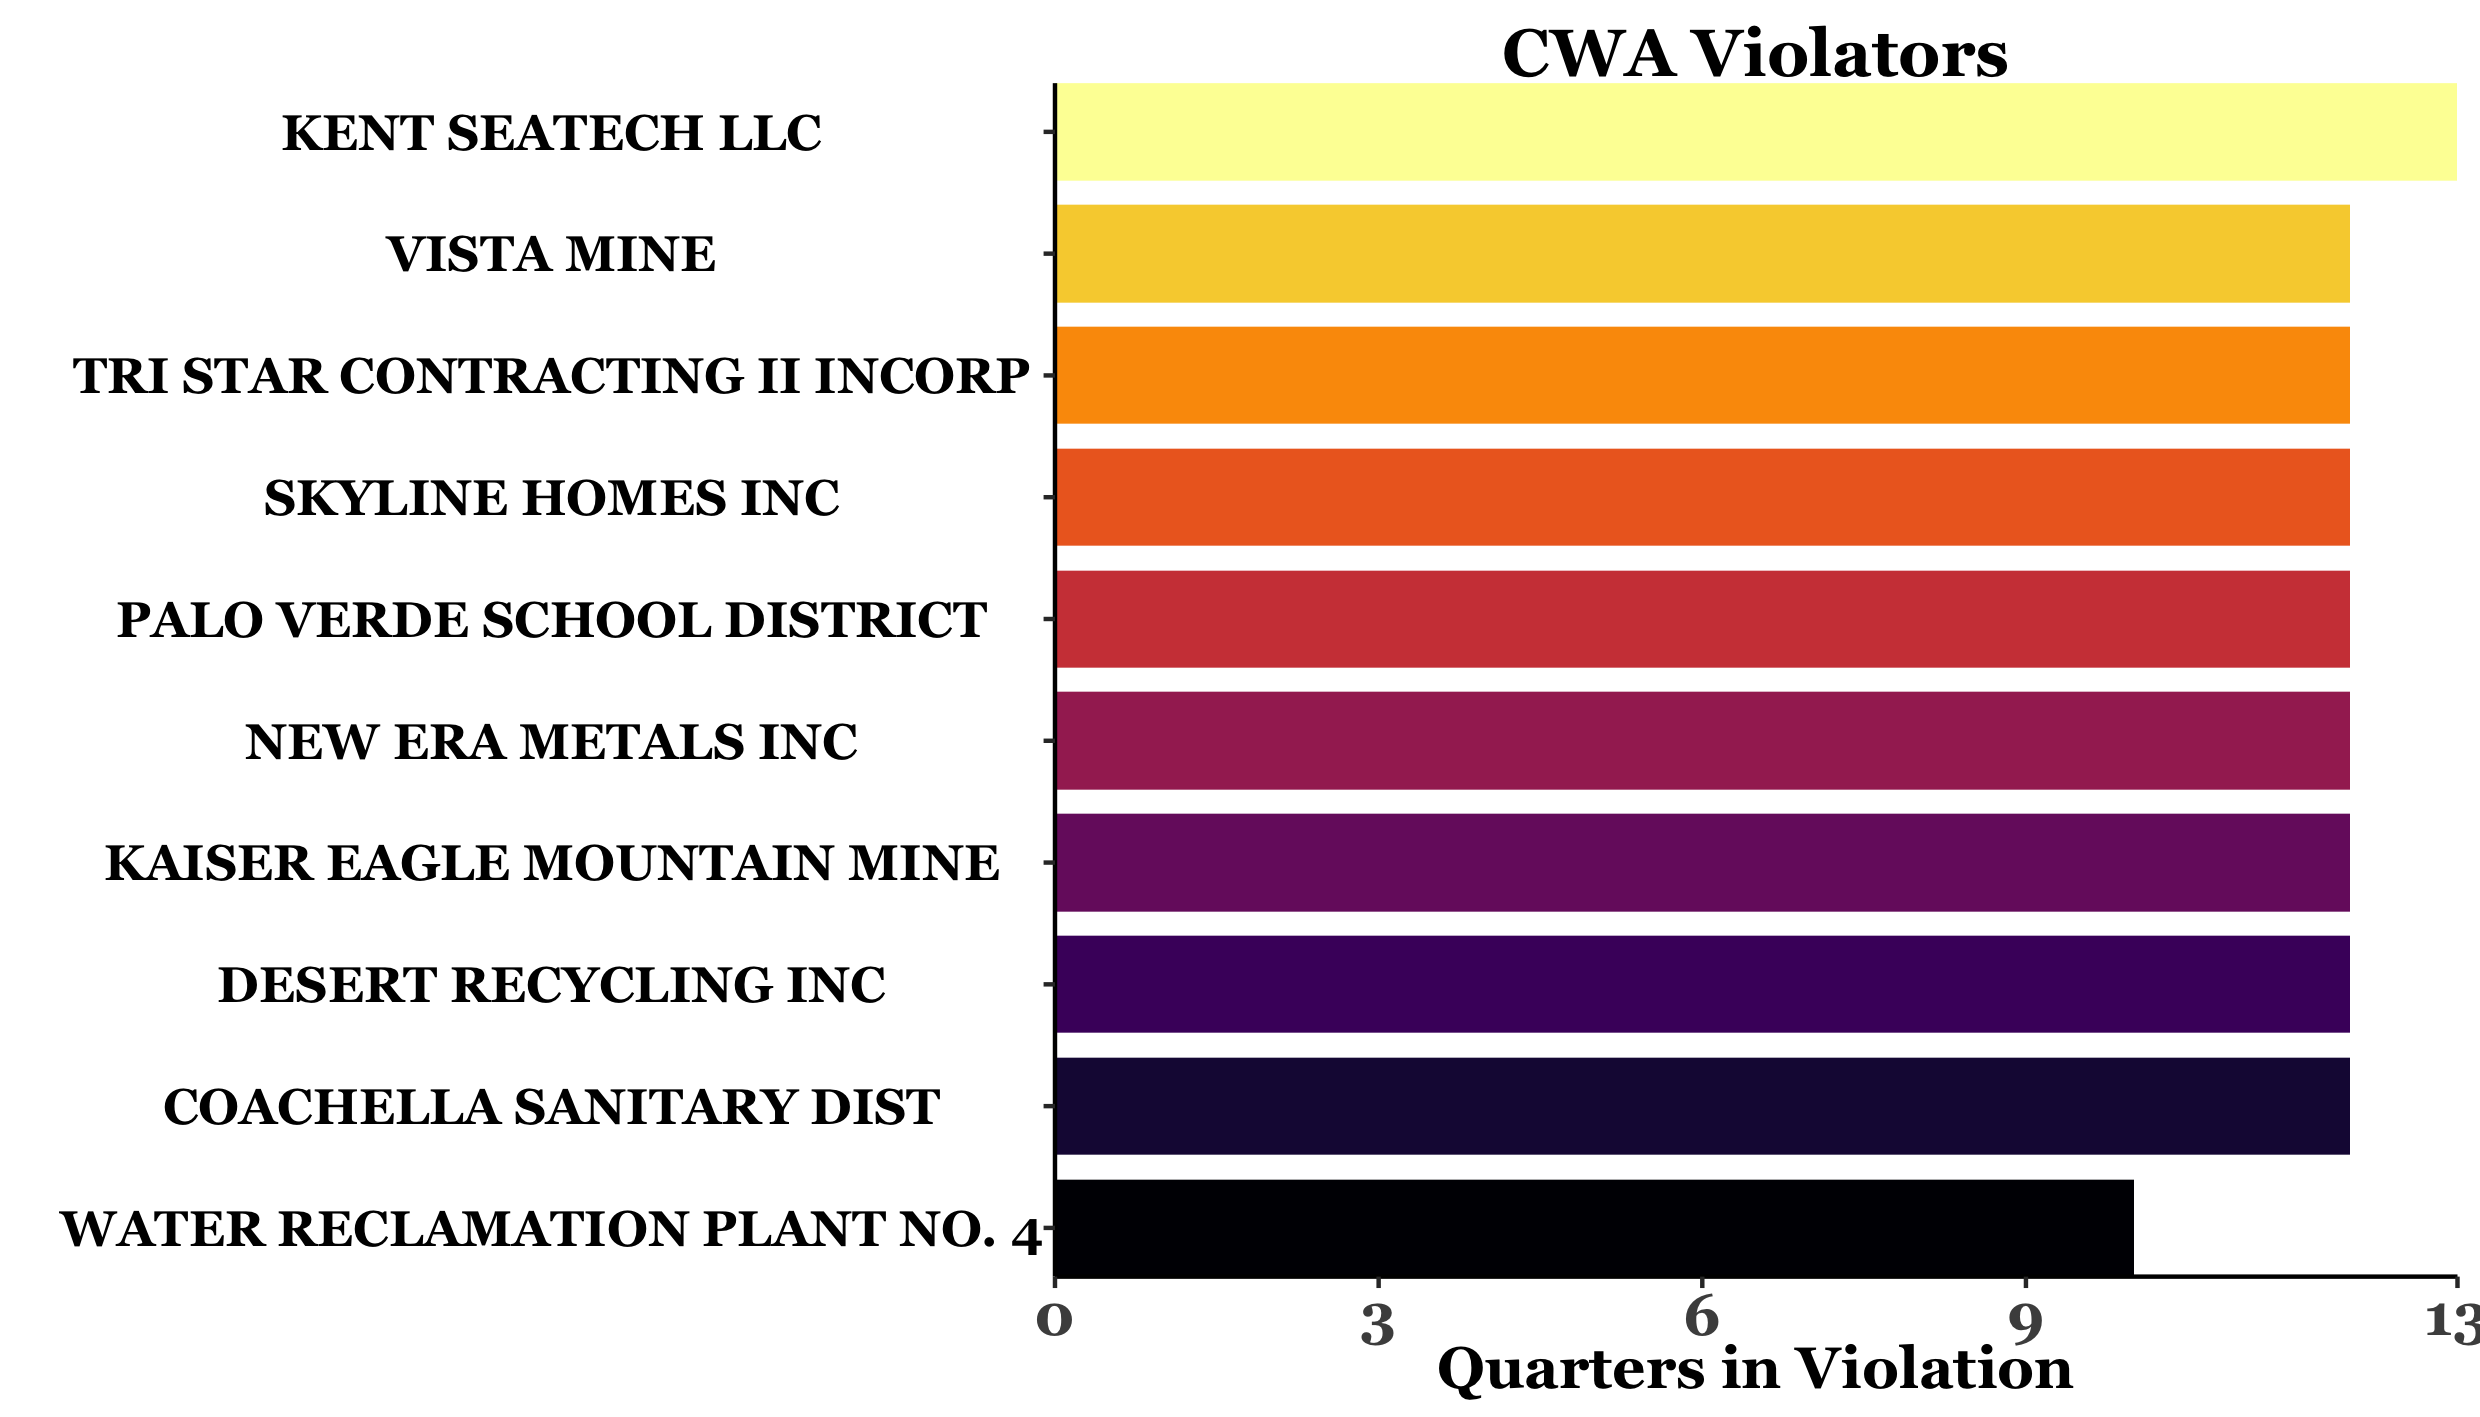 CWA Violators
KENT SEATECH LLC
VISTA MINE
TRI STAR CONTRACTING II INCORP
SKYLINE HOMES INC
PALO VERDE SCHOOL DISTRICT
NEW ERA METALS INC
KAISER EAGLE MOUNTAIN MINE
DESERT RECYCLING INC
COACHELLA SANITARY DIST
WATER RECLAMATION PLANT NO. 4
0 3 6 9 13
Quarters in Violation